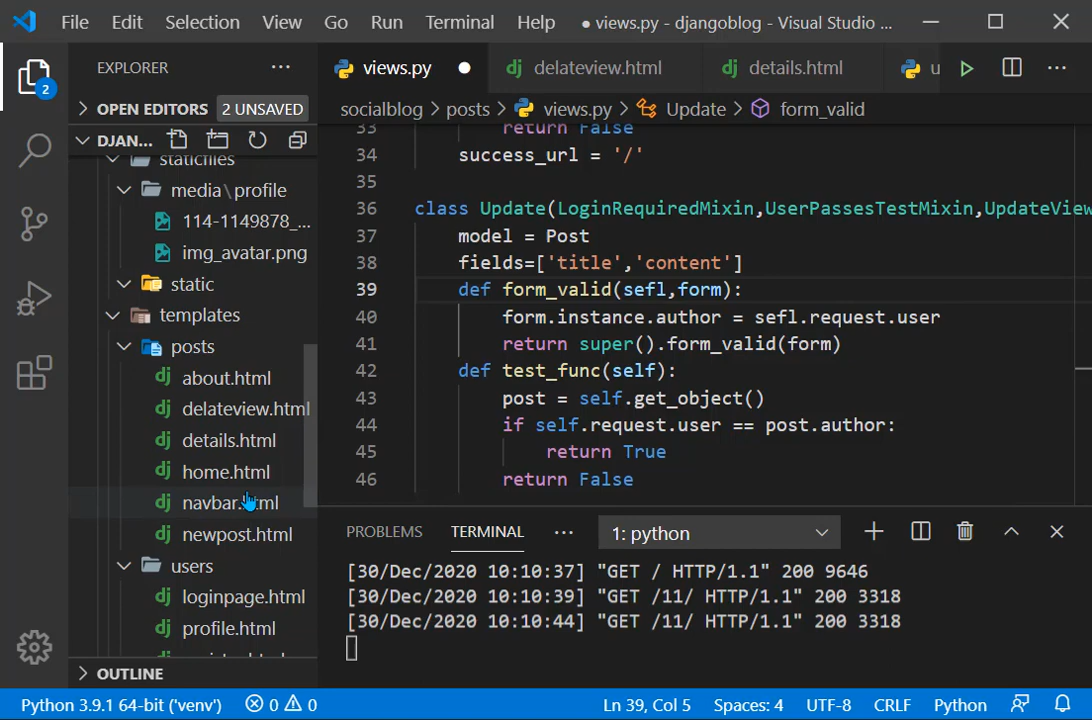 File Edit Selection View Go Run Terminal Help ● views.py - djangoblog - Visual Studio ...
EXPLORER ...
views.py ● delateview.html details.html u ...
2
OPEN EDITORS 2 UNSAVED
socialblog > posts > views.py > Update > form_valid
DJAN...
staticfiles
media\profile
114-1149878_...
img_avatar.png
static
templates
posts
about.html
delateview.html
details.html
home.html
navbar.html
newpost.html
users
loginpage.html
profile.html
OUTLINE
33 return False
34 success_url = '/'
35
36 class Update(LoginRequiredMixin,UserPassesTestMixin,UpdateView
37 model = Post
38 fields=['title','content']
39 def form_valid(sefl,form):
40 form.instance.author = sefl.request.user
41 return super().form_valid(form)
42 def test_func(self):
43 post = self.get_object()
44 if self.request.user == post.author:
45 return True
46 return False
PROBLEMS TERMINAL ... 1: python
[30/Dec/2020 10:10:37] "GET / HTTP/1.1" 200 9646
[30/Dec/2020 10:10:39] "GET /11/ HTTP/1.1" 200 3318
[30/Dec/2020 10:10:44] "GET /11/ HTTP/1.1" 200 3318
Python 3.9.1 64-bit ('venv') 0 0 Ln 39, Col 5 Spaces: 4 UTF-8 CRLF Python